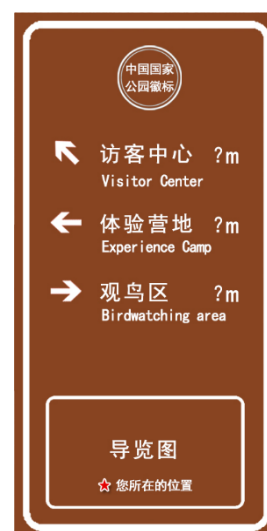 中国国家
公园徽标
访客中心 ?m
Visitor Center
体验营地 ?m
Experience Camp
观鸟区 ?m
Birdwatching area
导览图
您所在的位置